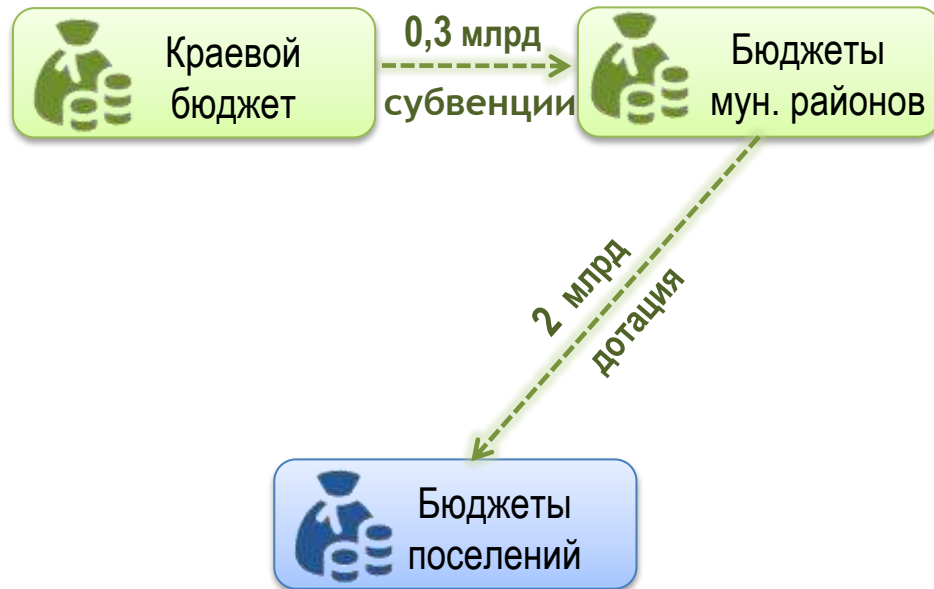 Краевой
бюджет
0,3 млрд
субвенции
Бюджеты
мун. районов
2 млрд
дотация
Бюджеты
поселений